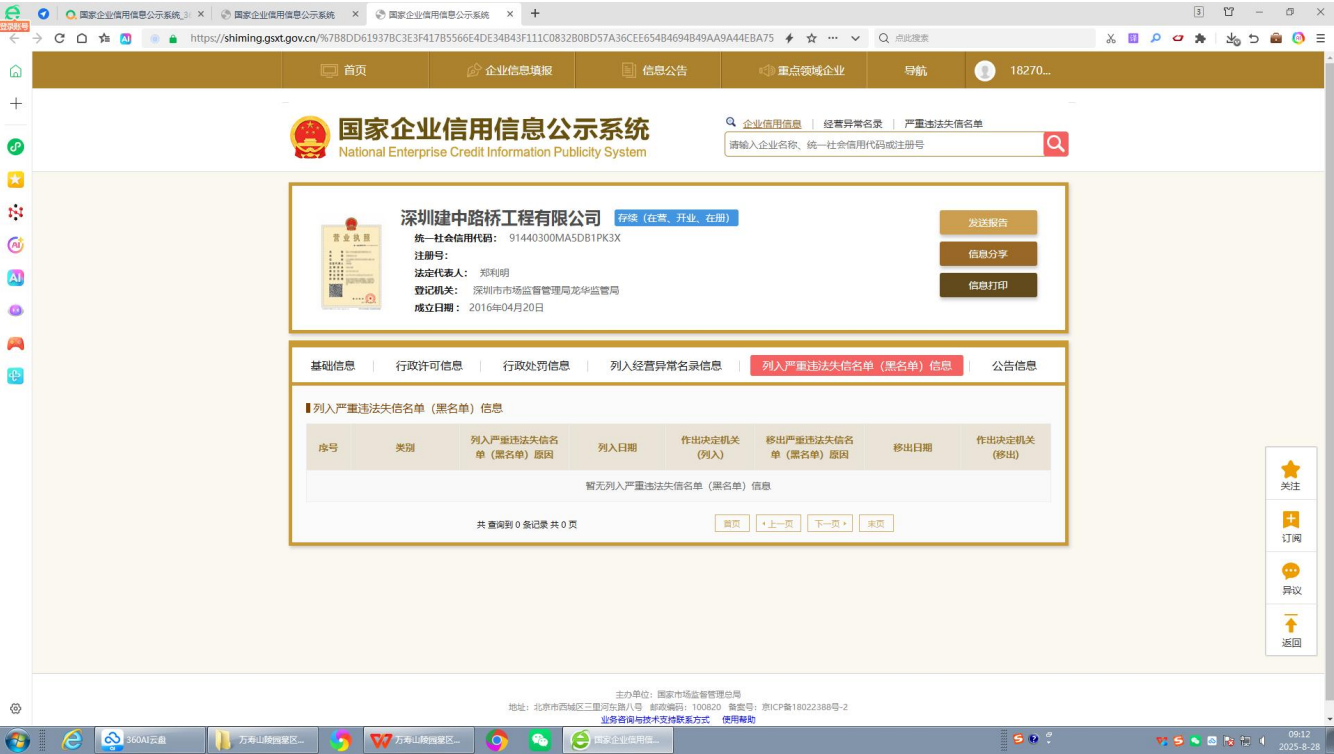 登录账号
国家企业信用信息公示系统_
国家企业信用信息公示系统
国家企业信用信息公示系统
3
https://shiming.gsxt.gov.cn/%7B8DD61937BC3E3F417B5566E4DE34B43F111C0832B0BD57A36CEE654B4694B49AA9A44EBA75
点此搜索
首页
企业信息填报
信息公告
重点领域企业
导航
18270...
国家企业信用信息公示系统
National Enterprise Credit Information Publicity System
企业信用信息 | 经营异常名录 | 严重违法失信名单
请输入企业名称、统一社会信用代码或注册号
深圳建中路桥工程有限公司 存续（在营、开业、在册）
营业执照
统一社会信用代码： 91440300MA5DB1PK3X
注册号：
法定代表人： 郑利明
登记机关： 深圳市市场监督管理局龙华监管局
成立日期： 2016年04月20日
发送报告
信息分享
信息打印
基础信息 | 行政许可信息 | 行政处罚信息 | 列入经营异常名录信息 | 列入严重违法失信名单（黑名单）信息 | 公告信息
列入严重违法失信名单（黑名单）信息
序号
类别
列入严重违法失信名单（黑名单）原因
列入日期
作出决定机关(列入)
移出严重违法失信名单（黑名单）原因
移出日期
作出决定机关(移出)
暂无列入严重违法失信名单（黑名单）信息
共 查询到 0 条记录 共 0 页
首页
上一页
下一页
末页
关注
订阅
异议
返回
主办单位：国家市场监督管理总局
地址：北京市西城区三里河东路八号 邮政编码：100820 备案号：京ICP备18022388号-2
业务咨询与技术支持联系方式 使用帮助
360AI云盘
万寿山陵园墓区...
万寿山陵园墓区...
国家企业信用信...
09:12
2025-8-28